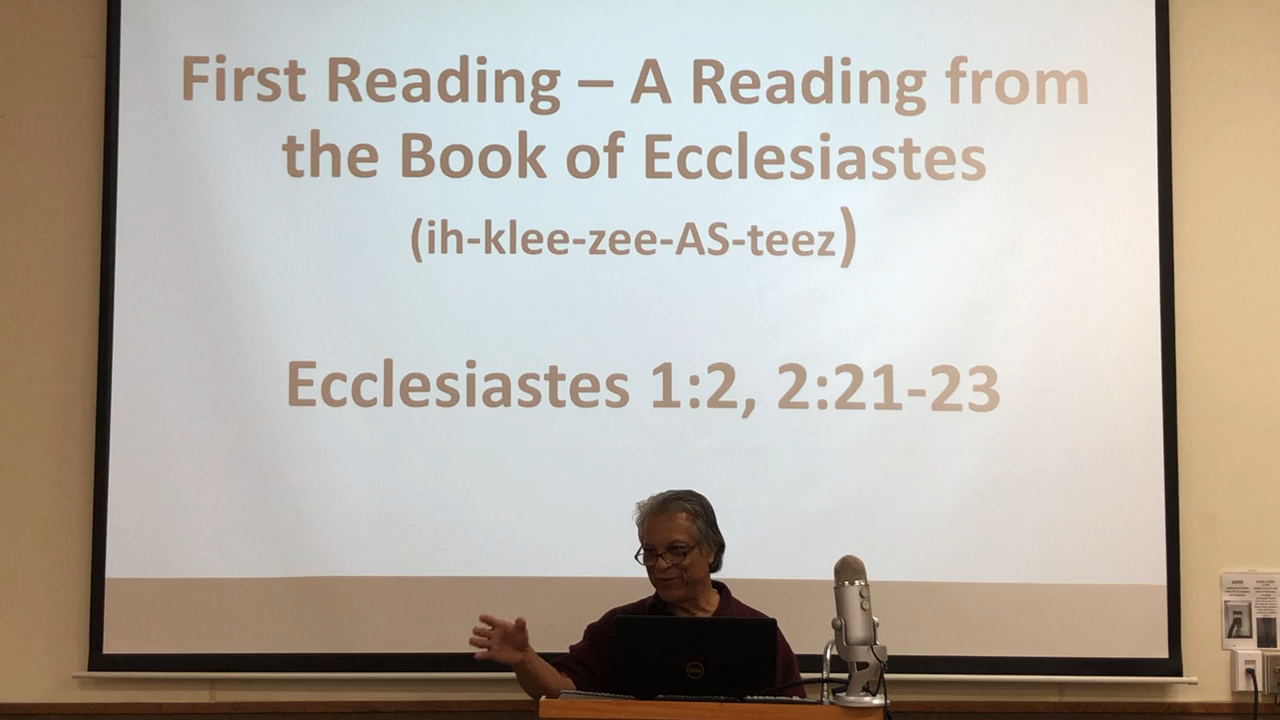 First Reading – A Reading from
the Book of Ecclesiastes
(ih-klee-zee-AS-teez)
Ecclesiastes 1:2, 2:21-23
DELL